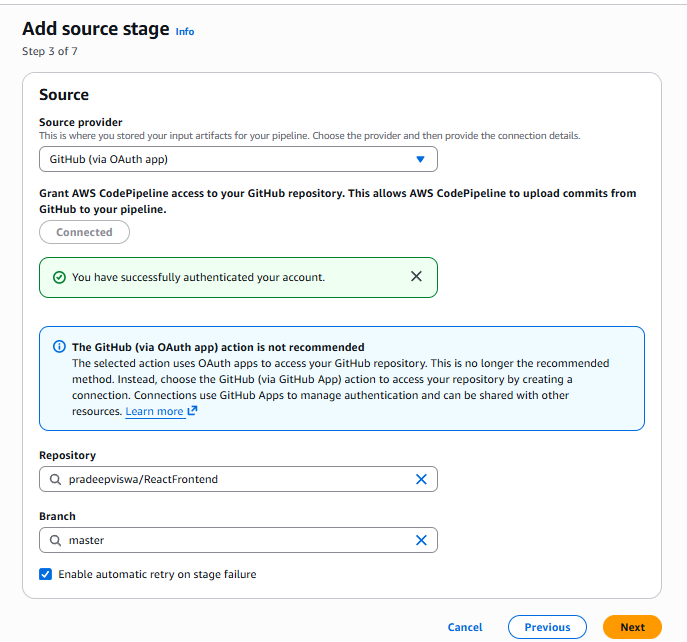 Add source stage Info
Step 3 of 7
Source
Source provider
This is where you stored your input artifacts for your pipeline. Choose the provider and then provide the connection details.
GitHub (via OAuth app)
Grant AWS CodePipeline access to your GitHub repository. This allows AWS CodePipeline to upload commits from
GitHub to your pipeline.
Connected
You have successfully authenticated your account.
The GitHub (via OAuth app) action is not recommended
The selected action uses OAuth apps to access your GitHub repository. This is no longer the recommended
method. Instead, choose the GitHub (via GitHub App) action to access your repository by creating a
connection. Connections use GitHub Apps to manage authentication and can be shared with other
resources. Learn more
Repository
pradeepviswa/ReactFrontend
Branch
master
Enable automatic retry on stage failure
Cancel Previous Next